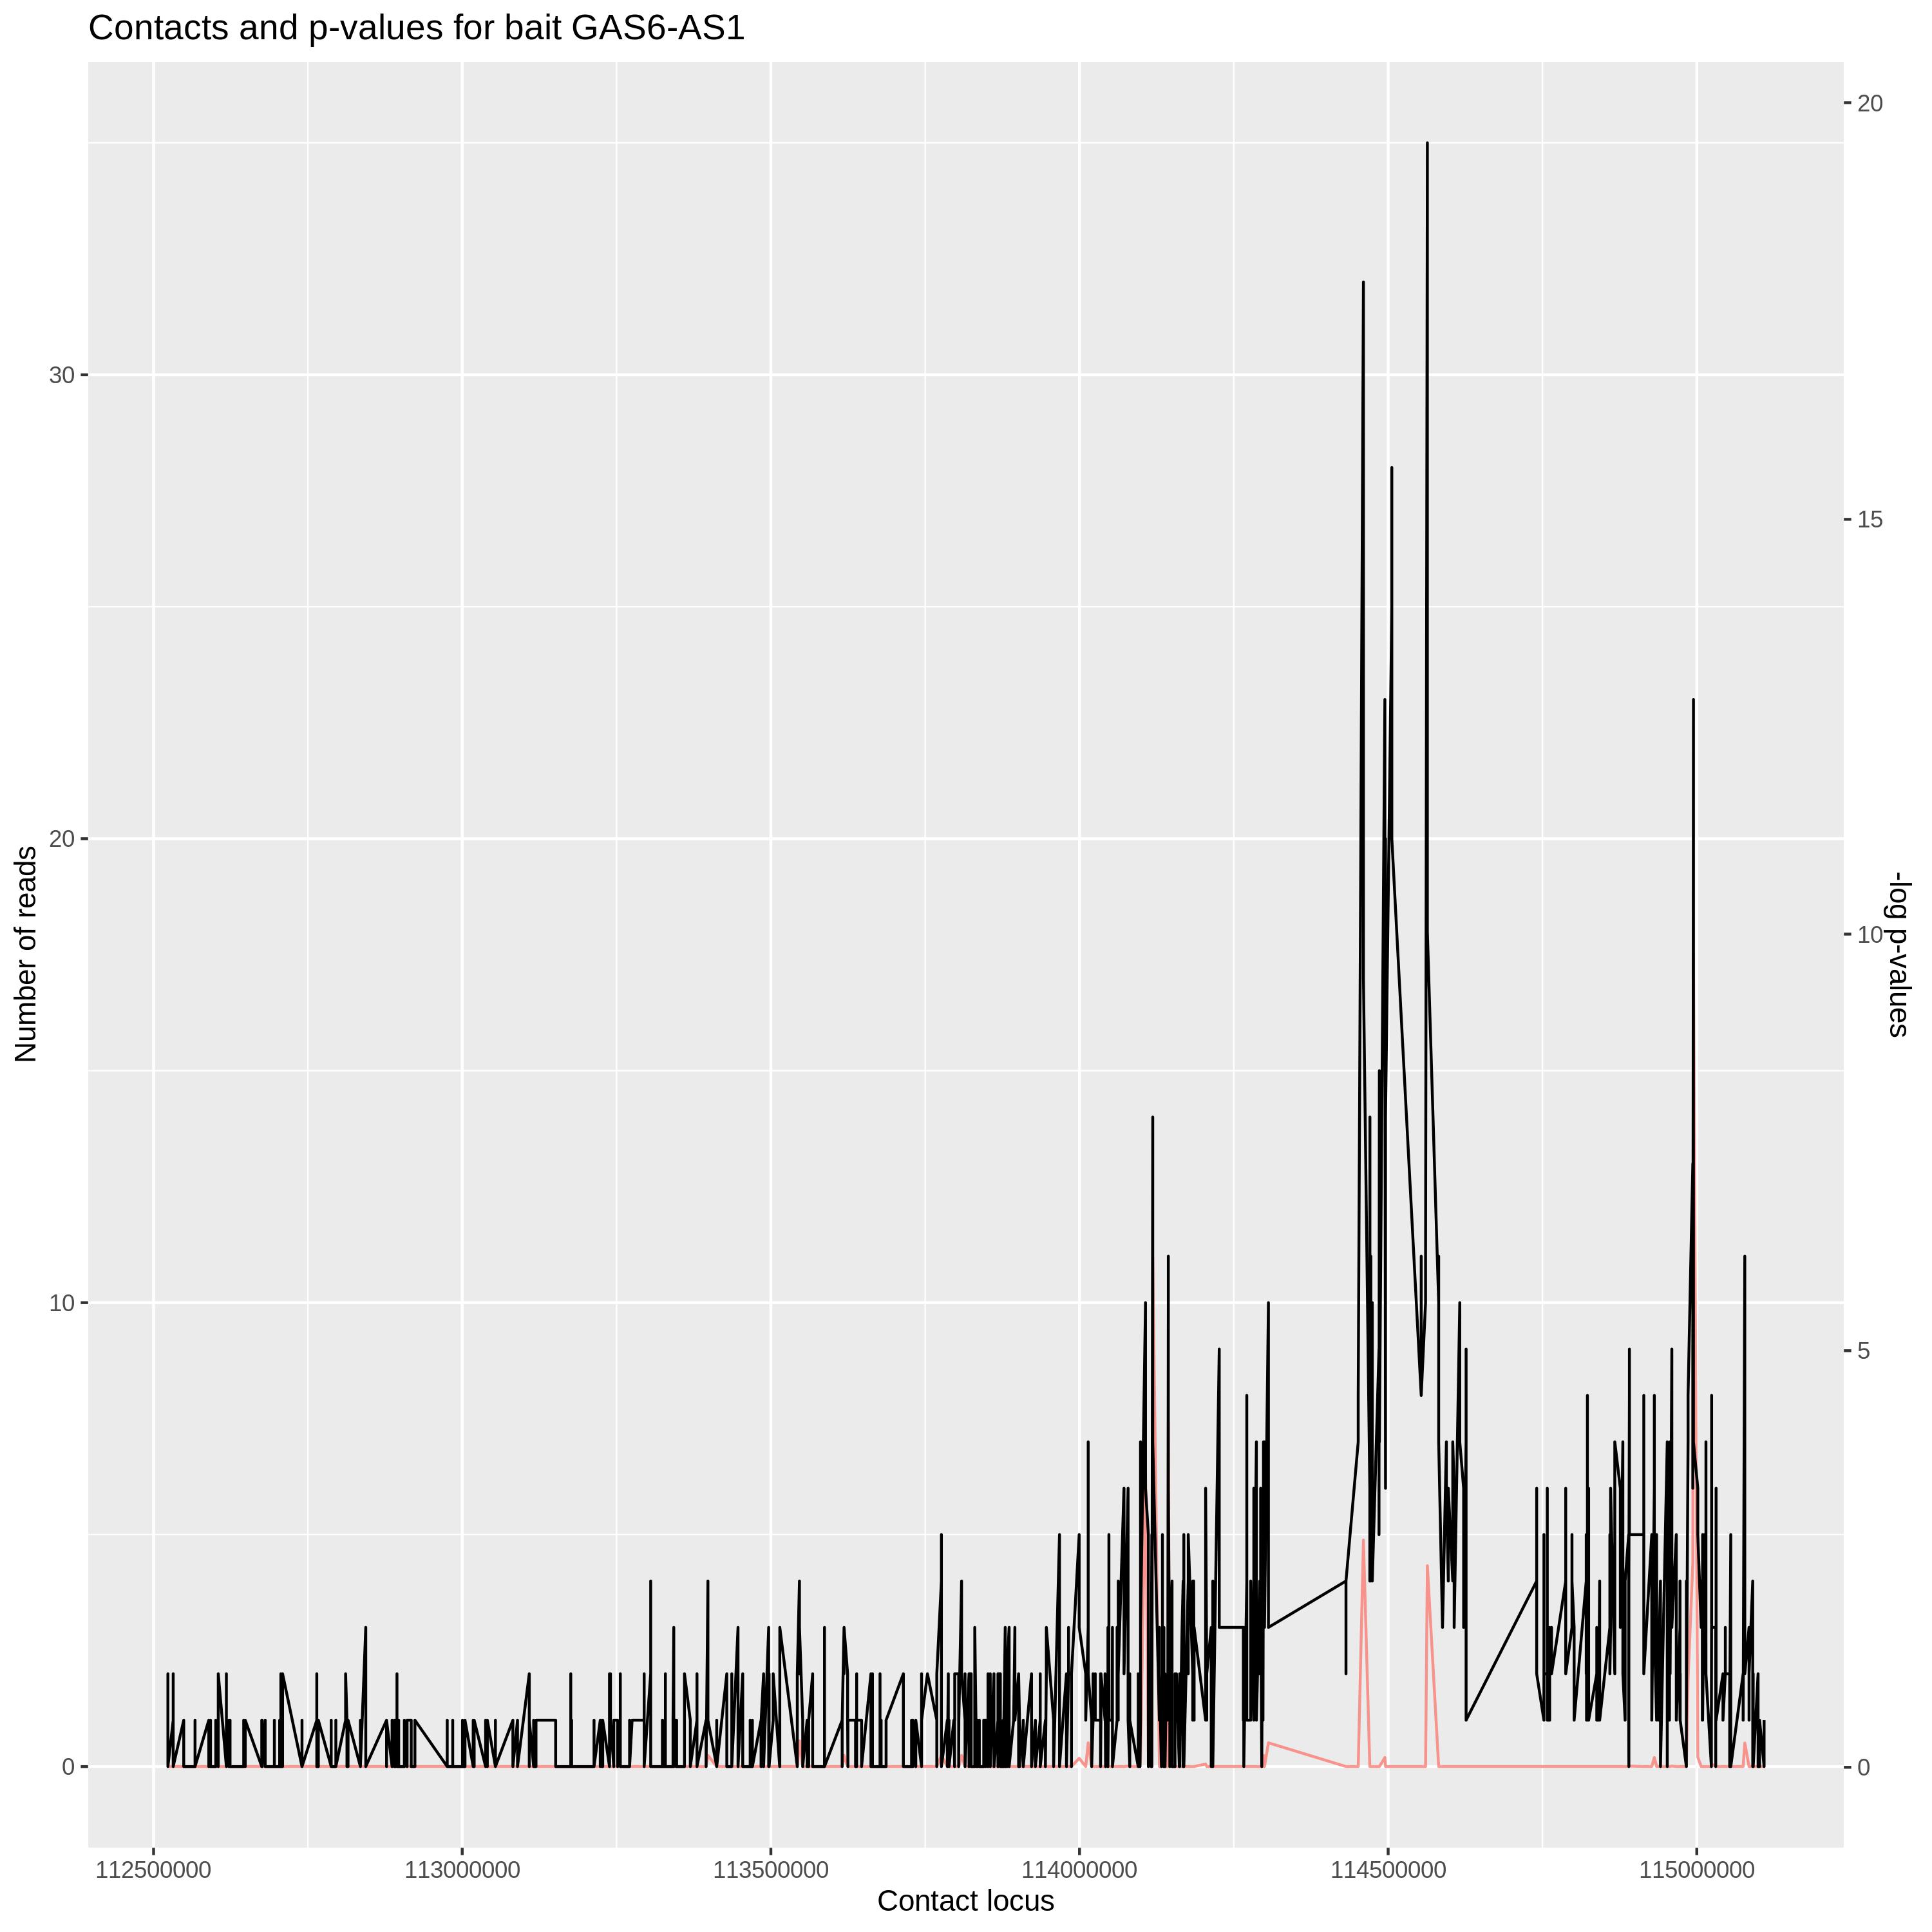 Contacts and p-values for bait GAS6-AS1
20
30
15
20
Number of reads
10
-log p-values
10
5
0
0
112500000 113000000 113500000 114000000 114500000 115000000
Contact locus